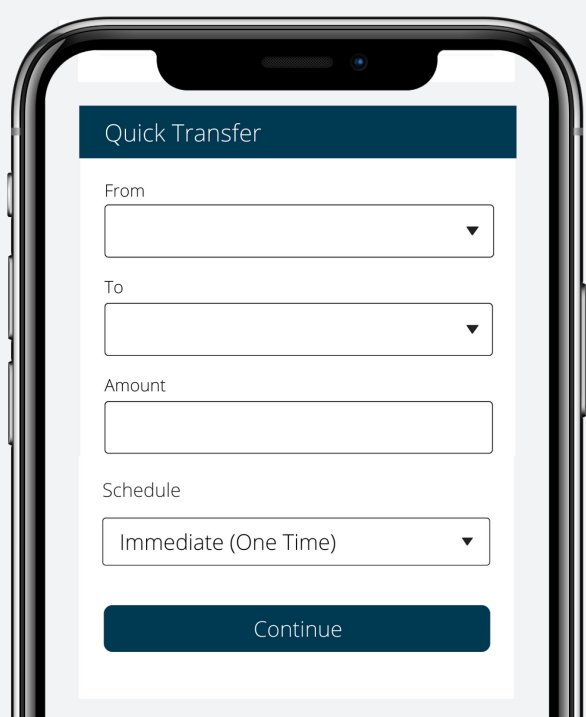 Quick Transfer
From
To
Amount
Schedule
Immediate (One Time)
Continue